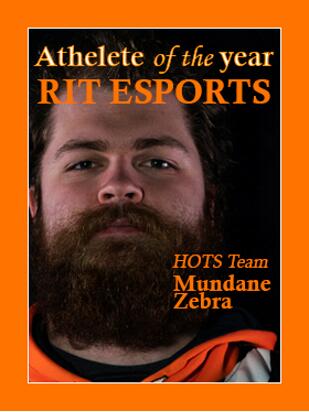 Athelete of the year
RIT ESPORTS
HOTS Team
Mundane
Zebra